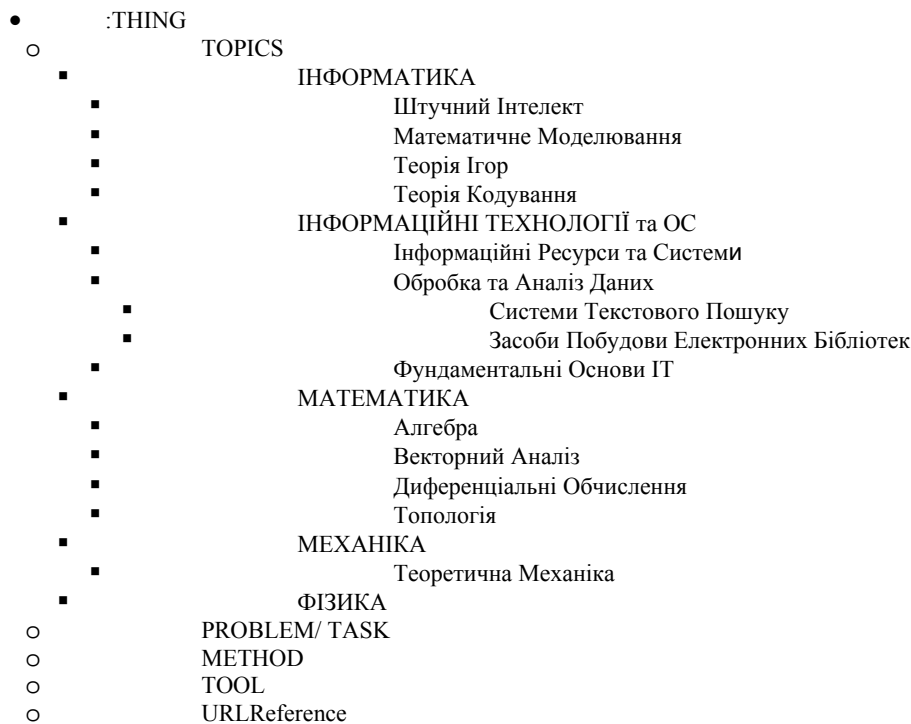 • :THING
o TOPICS
▪ ІНФОРМАТИКА
▪ Штучний Інтелект
▪ Математичне Моделювання
▪ Теорія Ігор
▪ Теорія Кодування
▪ ІНФОРМАЦІЙНІ ТЕХНОЛОГІЇ та ОС
▪ Інформаційні Ресурси та Системи
▪ Обробка та Аналіз Даних
▪ Системи Текстового Пошуку
▪ Засоби Побудови Електронних Бібліотек
▪ Фундаментальні Основи ІТ
▪ МАТЕМАТИКА
▪ Алгебра
▪ Векторний Аналіз
▪ Диференціальні Обчислення
▪ Топологія
▪ МЕХАНІКА
▪ Теоретична Механіка
▪ ФІЗИКА
o PROBLEM/ TASK
o METHOD
o TOOL
o URLReference